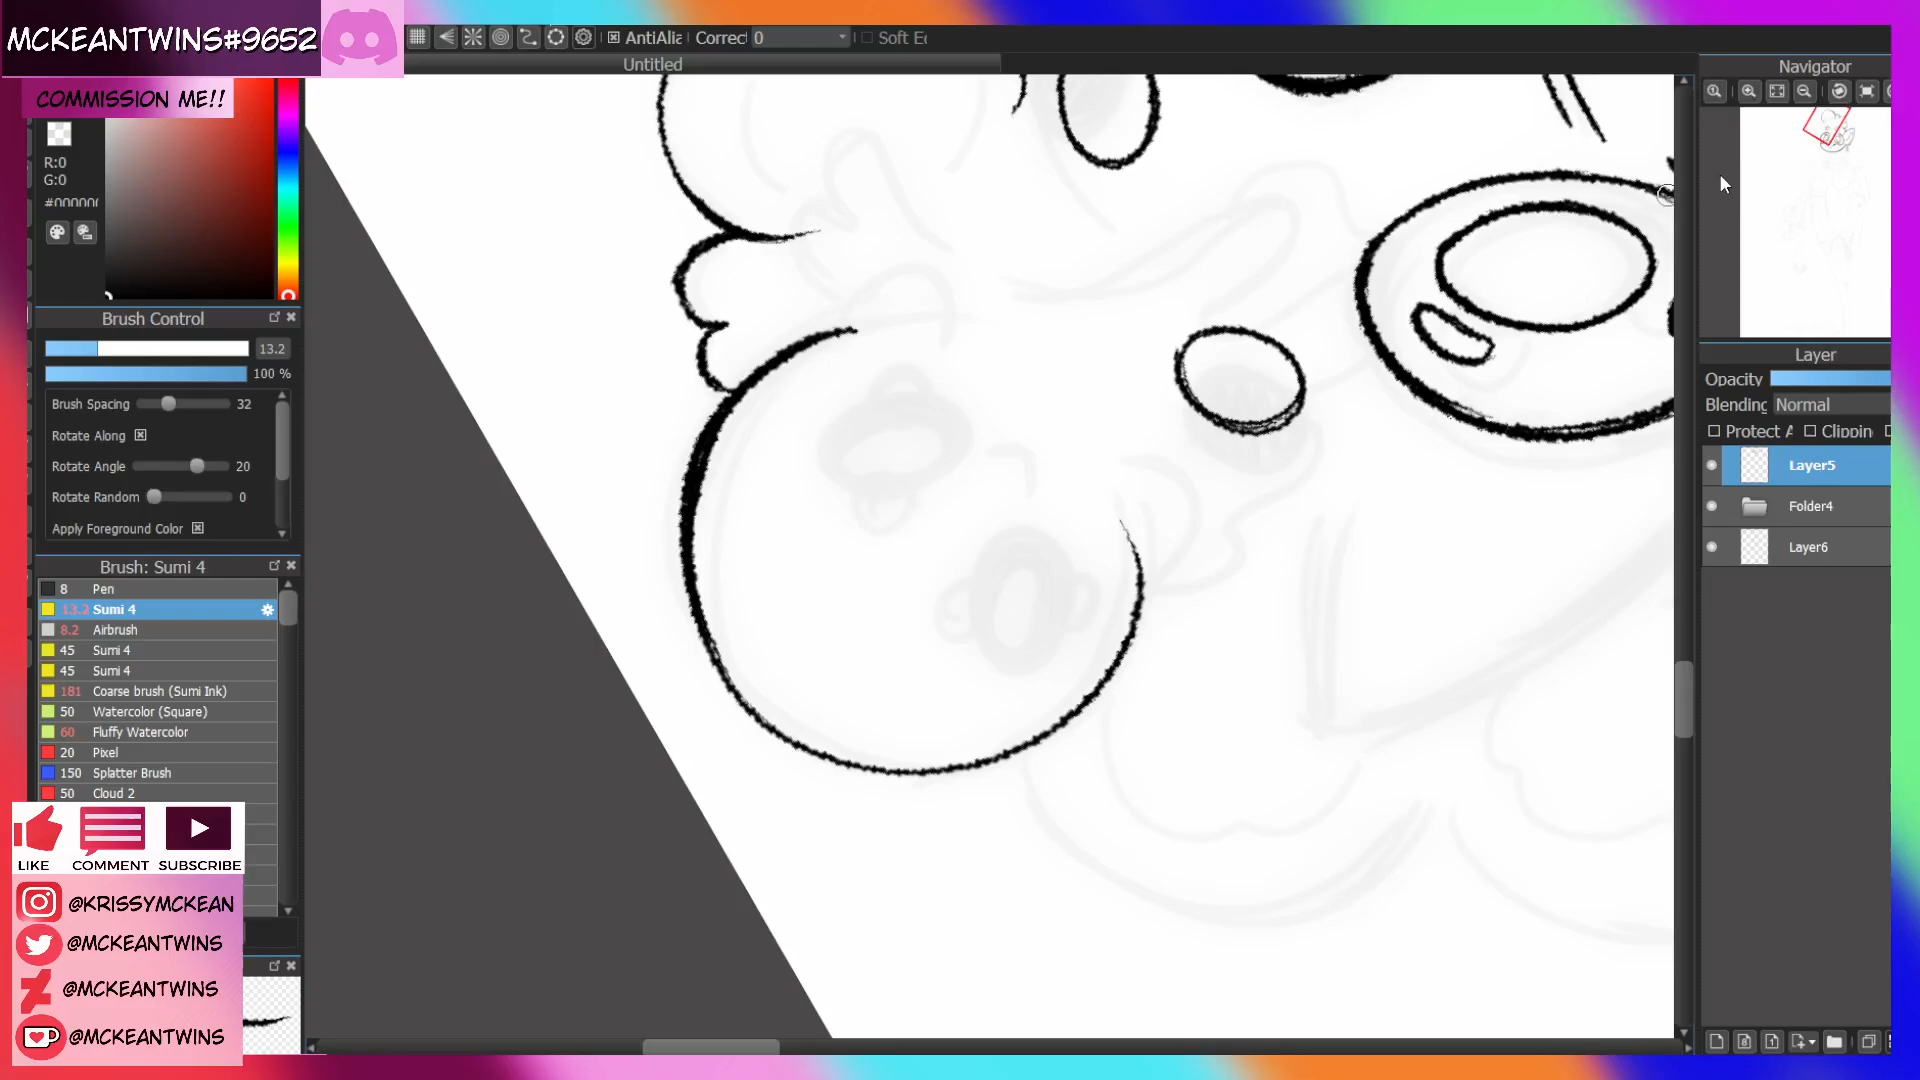 MCKEANTWINS#9652
COMMISSION ME!!
AntiAlia
Correct 0
Soft Ed
Untitled
R:0
G:0
#000000
Brush Control
13.2
100 %
Brush Spacing 32
Rotate Along
Rotate Angle 20
Rotate Random 0
Apply Foreground Color
Brush: Sumi 4
8 Pen
13.2 Sumi 4
8.2 Airbrush
45 Sumi 4
45 Sumi 4
181 Coarse brush (Sumi Ink)
50 Watercolor (Square)
60 Fluffy Watercolor
20 Pixel
150 Splatter Brush
50 Cloud 2
LIKE COMMENT SUBSCRIBE
@KRISSYMCKEAN
@MCKEANTWINS
@MCKEANTWINS
@MCKEANTWINS
Navigator
Layer
Opacity
Blending Normal
Protect A
Clipping
Layer5
Folder4
Layer6